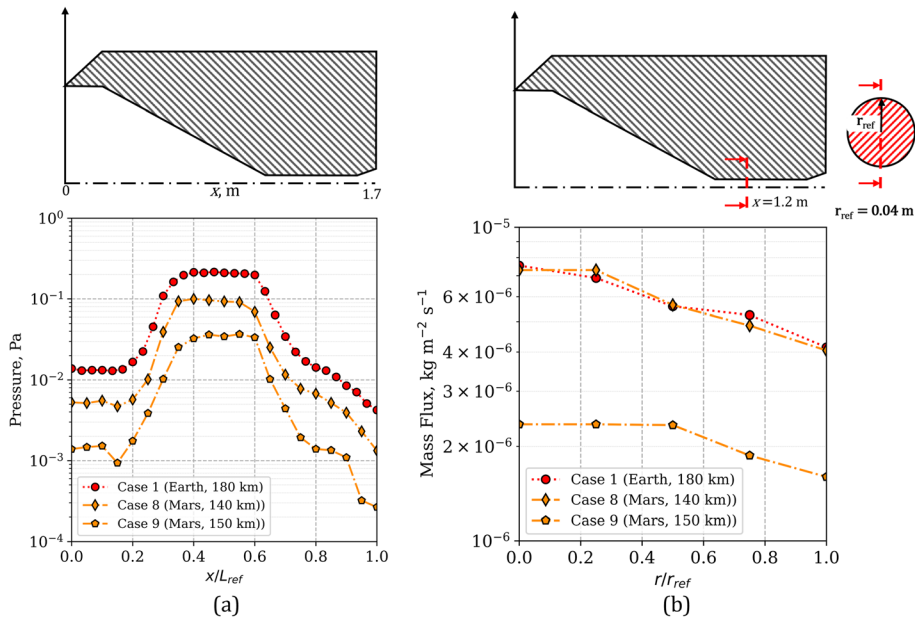 0
x, m
1.7
x = 1.2 m
r_ref
r_ref = 0.04 m
10⁰
10⁻¹
10⁻²
10⁻³
10⁻⁴
Pressure, Pa
Case 1 (Earth, 180 km)
Case 8 (Mars, 140 km))
Case 9 (Mars, 150 km))
0.0 0.2 0.4 0.6 0.8 1.0
x/L_ref
(a)
10⁻⁵
6 × 10⁻⁶
4 × 10⁻⁶
3 × 10⁻⁶
2 × 10⁻⁶
10⁻⁶
Mass Flux, kg m⁻² s⁻¹
Case 1 (Earth, 180 km)
Case 8 (Mars, 140 km))
Case 9 (Mars, 150 km))
0.0 0.2 0.4 0.6 0.8 1.0
r/r_ref
(b)